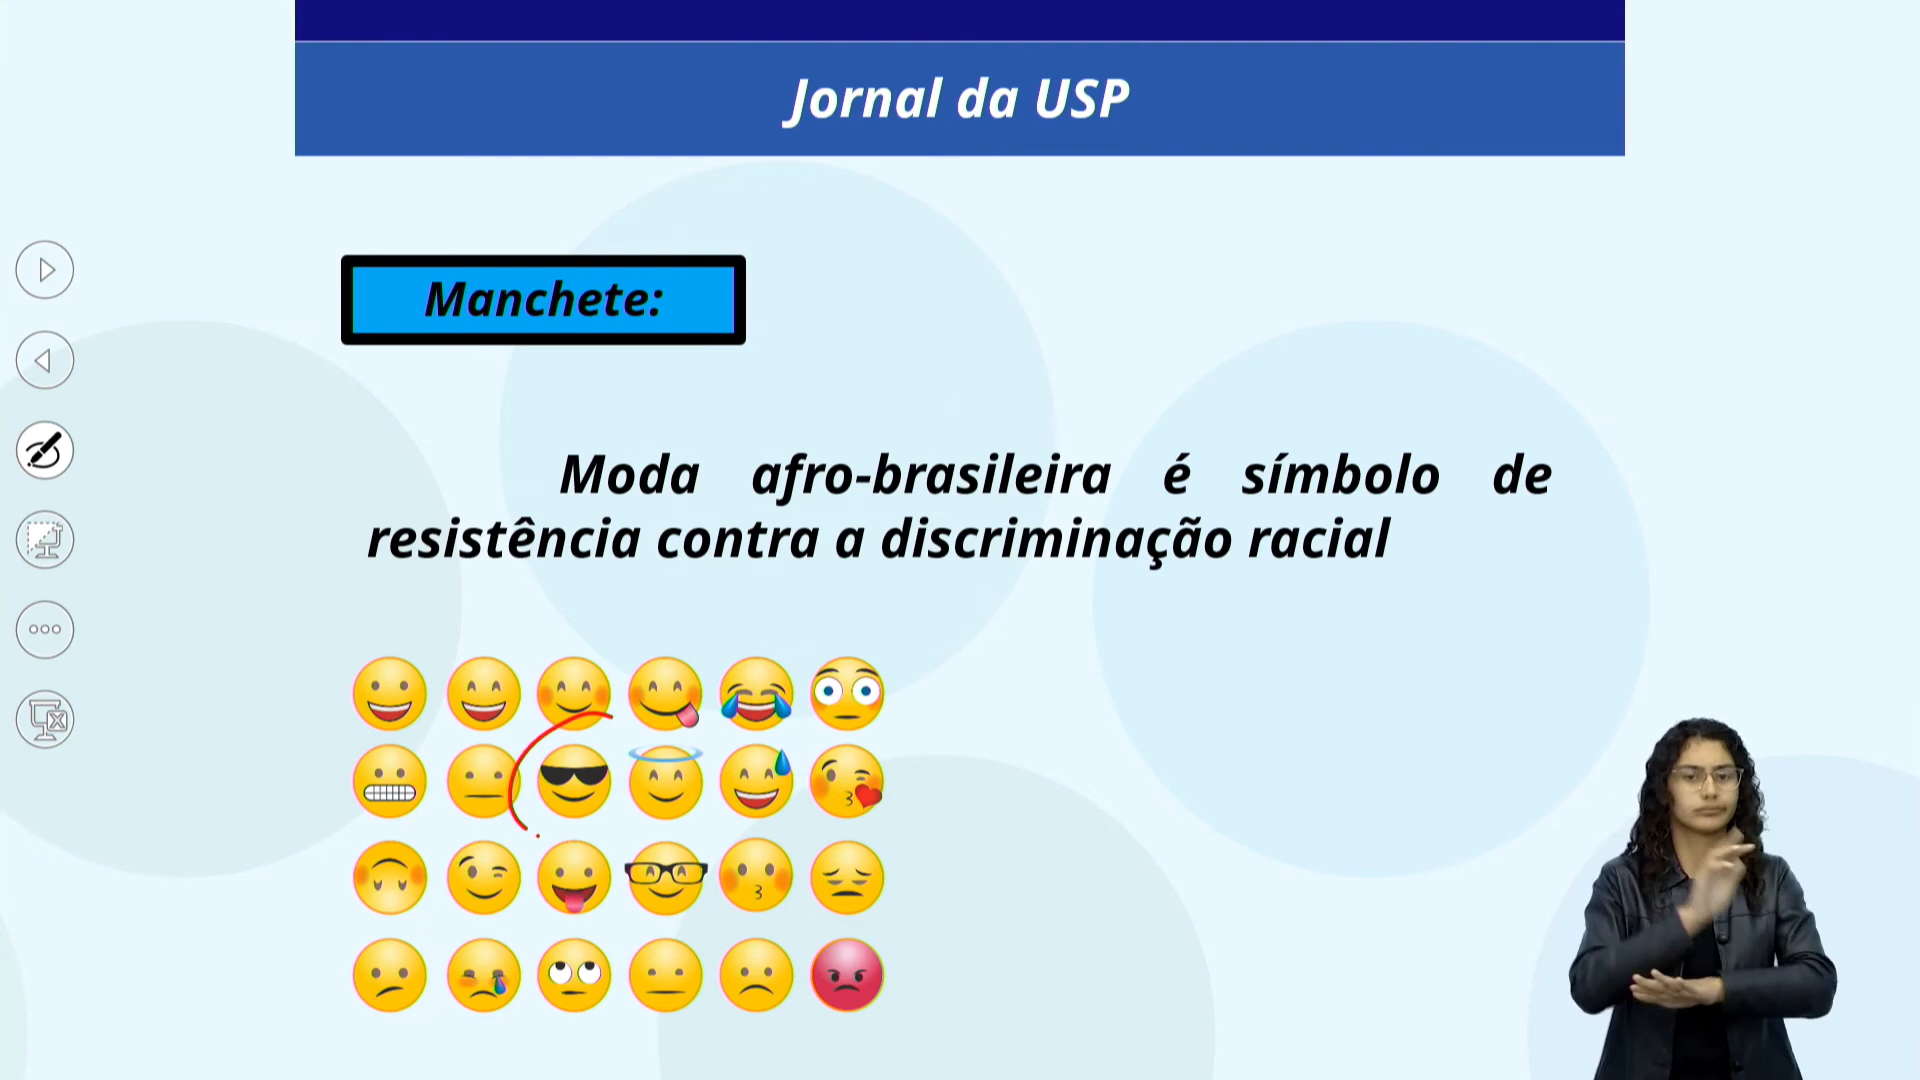 Jornal da USP
Manchete:
Moda afro-brasileira é símbolo de
resistência contra a discriminação racial